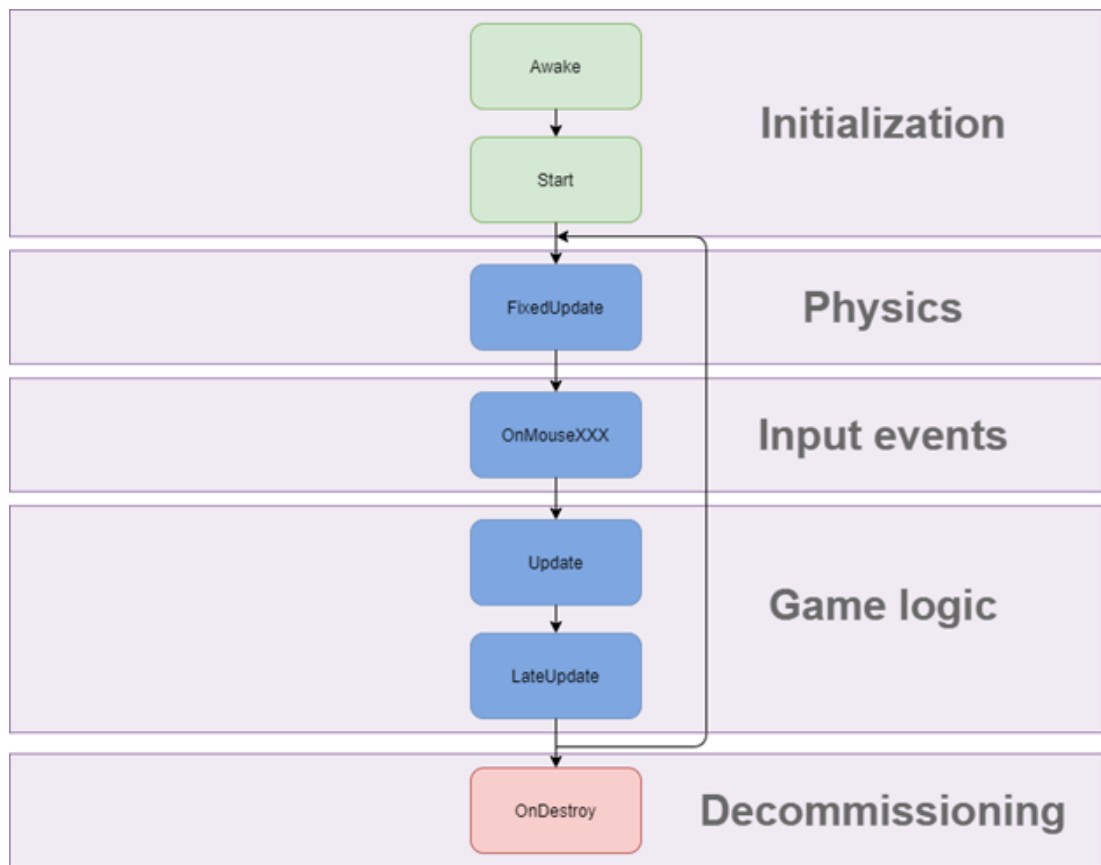 Awake
Initialization
Start
FixedUpdate
Physics
OnMouseXXX
Input events
Update
Game logic
LateUpdate
OnDestroy
Decommissioning